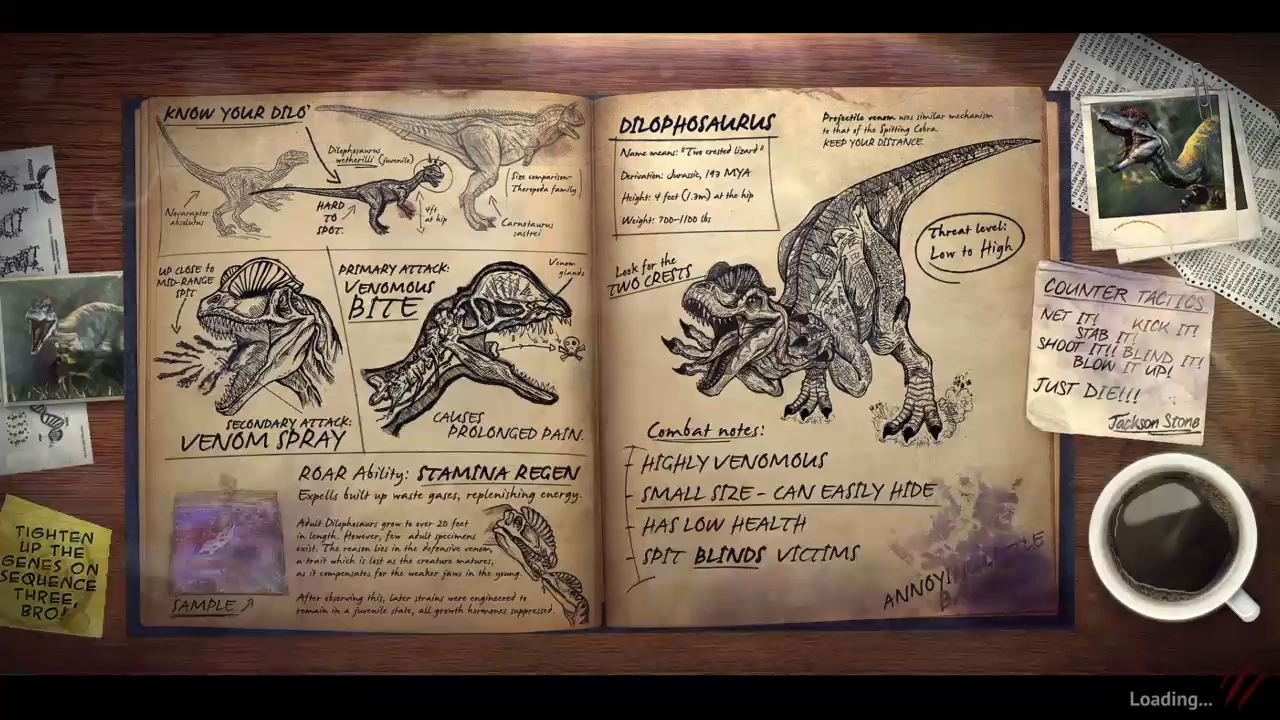 KNOW YOUR DILO'
Dilophosaurus
wetherilli (juvenile)
Size comparison-
Theropoda family
Novaraptor
absolutus
HARD
TO
SPOT.
4ft
at hip
Carnotaurus
sastrei
UP CLOSE TO
MID-RANGE
SPIT
SECONDARY ATTACK:
VENOM SPRAY
PRIMARY ATTACK:
VENOMOUS
BITE
Venom
glands
CAUSES
PROLONGED PAIN.
ROAR Ability: STAMINA REGEN
Expells built up waste gases, replenishing energy.
Adult Dilophosaurs grow to over 20 feet
in length. However, few adult specimens
exist. The reason lies in the defensive venom,
a trait which is lost as the creature matures,
as it compensates for the weaker jaws in the young.
After observing this, later strains were engineered to
remain in a juvenile state, all growth hormones suppressed.
SAMPLE
DILOPHOSAURUS
Name means: "Two crested lizard"
Derivation: Jurassic, 193 MYA
Height: 4 feet (1.3m) at the hip
Weight: 700-1100 lbs
Projectile venom uses similar mechanism
to that of the Spitting Cobra.
KEEP YOUR DISTANCE.
Threat level:
Low to High
Look for the
TWO CRESTS
Combat notes:
HIGHLY VENOMOUS
- SMALL SIZE - CAN EASILY HIDE
- HAS LOW HEALTH
- SPIT BLINDS VICTIMS
COUNTER TACTICS
NET IT! KICK IT!
STAB IT!
SHOOT IT!! BLIND IT!
BLOW IT UP!
JUST DIE!!!
Jackson Stone
TIGHTEN
UP THE
GENES ON
SEQUENCE
THREE,
BRO!
Loading...